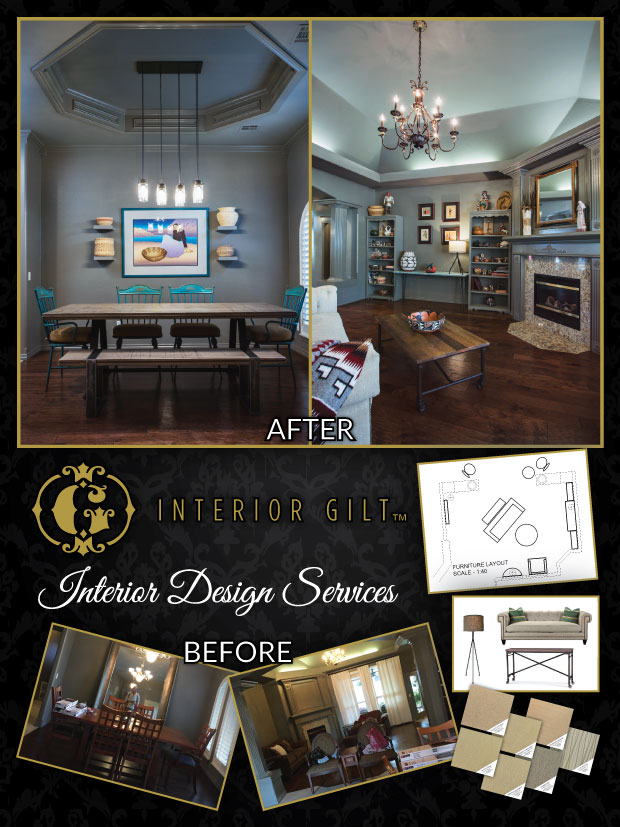 AFTER
G
INTERIOR GILT™
FURNITURE LAYOUT
SCALE - 1:40
Interior Design Services
BEFORE